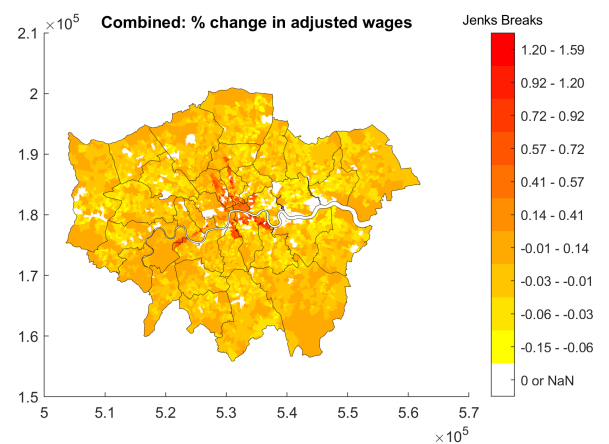 Combined: % change in adjusted wages
Jenks Breaks
×10⁵
2.1
2
1.9
1.8
1.7
1.6
1.5
5
5.1
5.2
5.3
5.4
5.5
5.6
5.7
×10⁵
1.20 - 1.59
0.92 - 1.20
0.72 - 0.92
0.57 - 0.72
0.41 - 0.57
0.14 - 0.41
-0.01 - 0.14
-0.03 - -0.01
-0.06 - -0.03
-0.15 - -0.06
0 or NaN